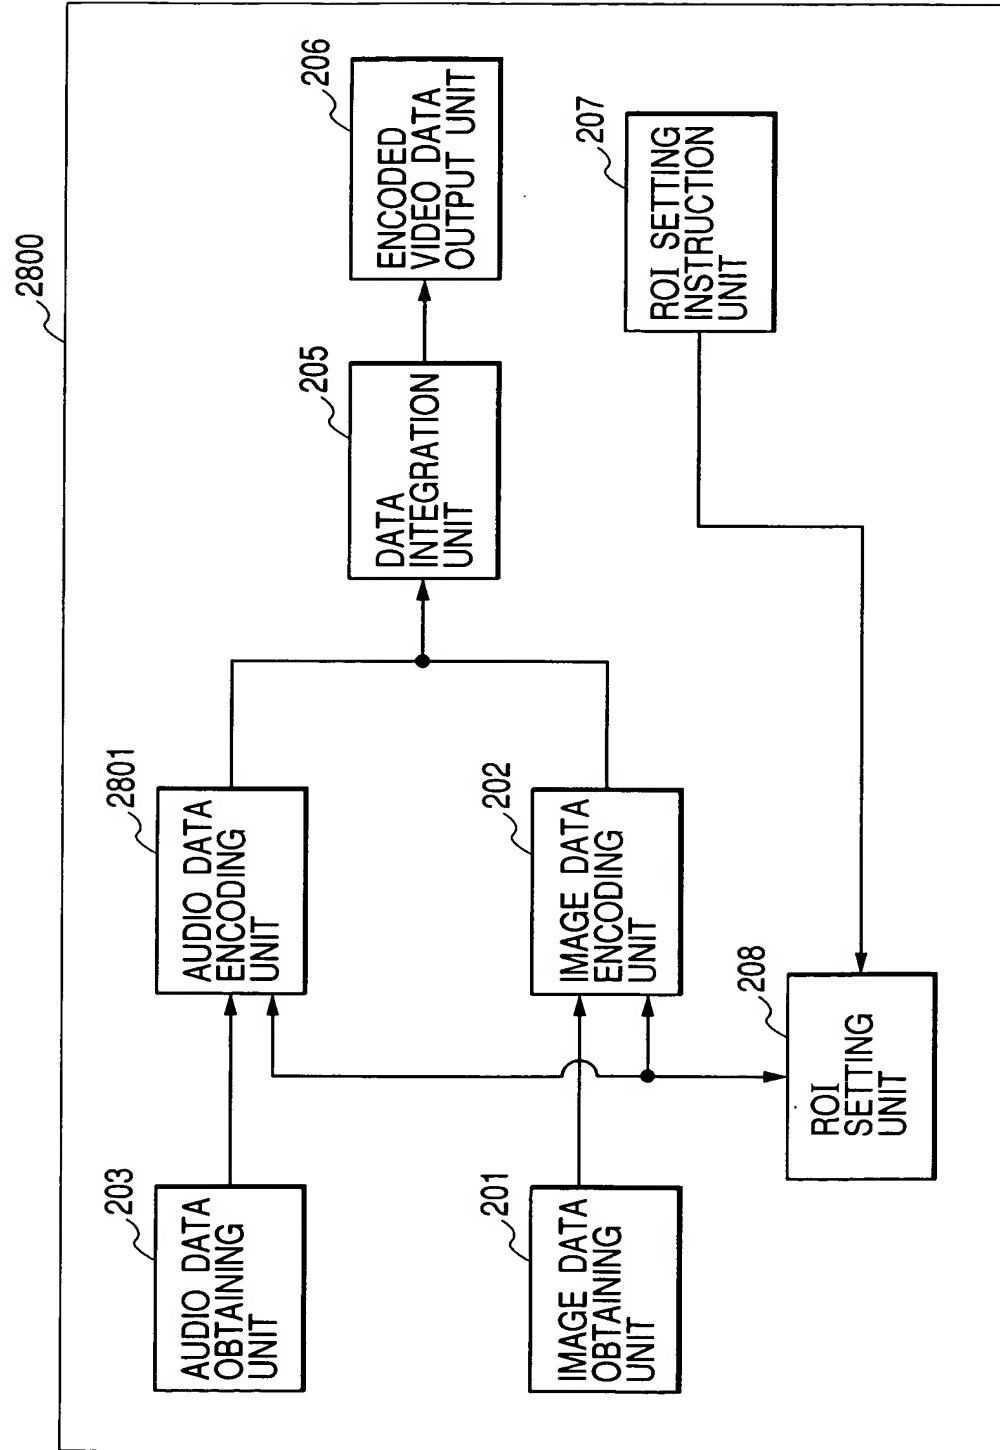 2800
203
AUDIO DATA
OBTAINING
UNIT
2801
AUDIO DATA
ENCODING
UNIT
205
DATA
INTEGRATION
UNIT
206
ENCODED
VIDEO DATA
OUTPUT UNIT
201
IMAGE DATA
OBTAINING
UNIT
202
IMAGE DATA
ENCODING
UNIT
207
ROI SETTING
INSTRUCTION
UNIT
208
ROI
SETTING
UNIT